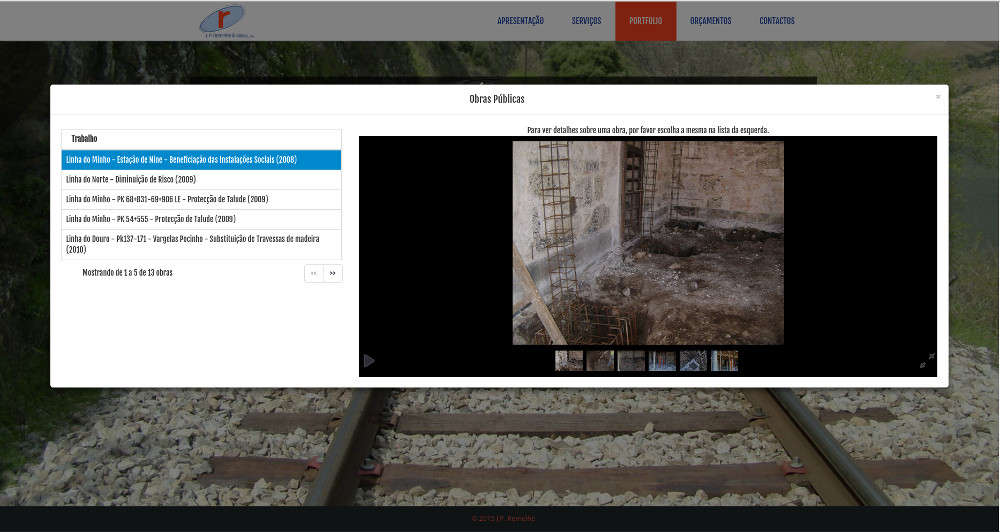 J.P. Remelhe
APRESENTAÇÃO SERVIÇOS PORTFOLIO ORÇAMENTOS CONTACTOS
Obras Públicas ×
Trabalho
Linha do Minho - Estação de Nine - Beneficiação das Instalações Sociais (2008)
Linha do Norte - Diminuição de Risco (2009)
Linha do Minho - PK 68+831-69+906 LE - Protecção de Talude (2009)
Linha do Minho - PK 54+555 - Protecção de Talude (2009)
Linha do Douro - Pk137-171 - Vargelas Pocinho - Substituição de Travessas de madeira
(2010)
Mostrando de 1 a 5 de 13 obras
<< >>
Para ver detalhes sobre uma obra, por favor escolha a mesma na lista da esquerda.
© 2015 J.P. Remelhe